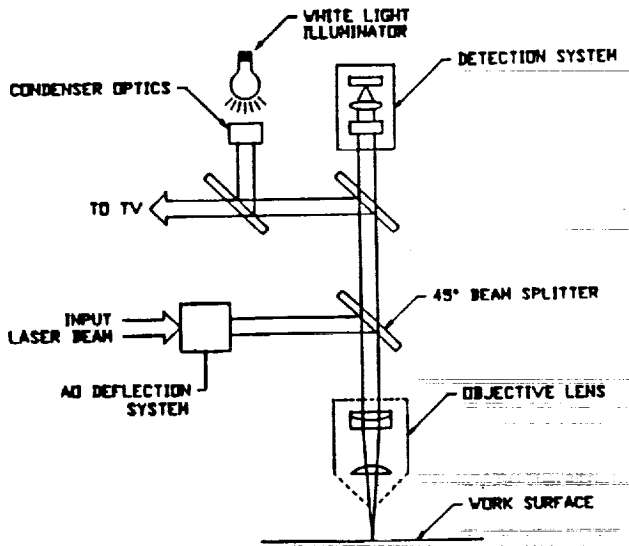 WHITE LIGHT
ILLUMINATOR
DETECTION SYSTEM
CONDENSER OPTICS
TO TV
45° BEAM SPLITTER
INPUT
LASER BEAM
AO DEFLECTION
SYSTEM
OBJECTIVE LENS
WORK SURFACE